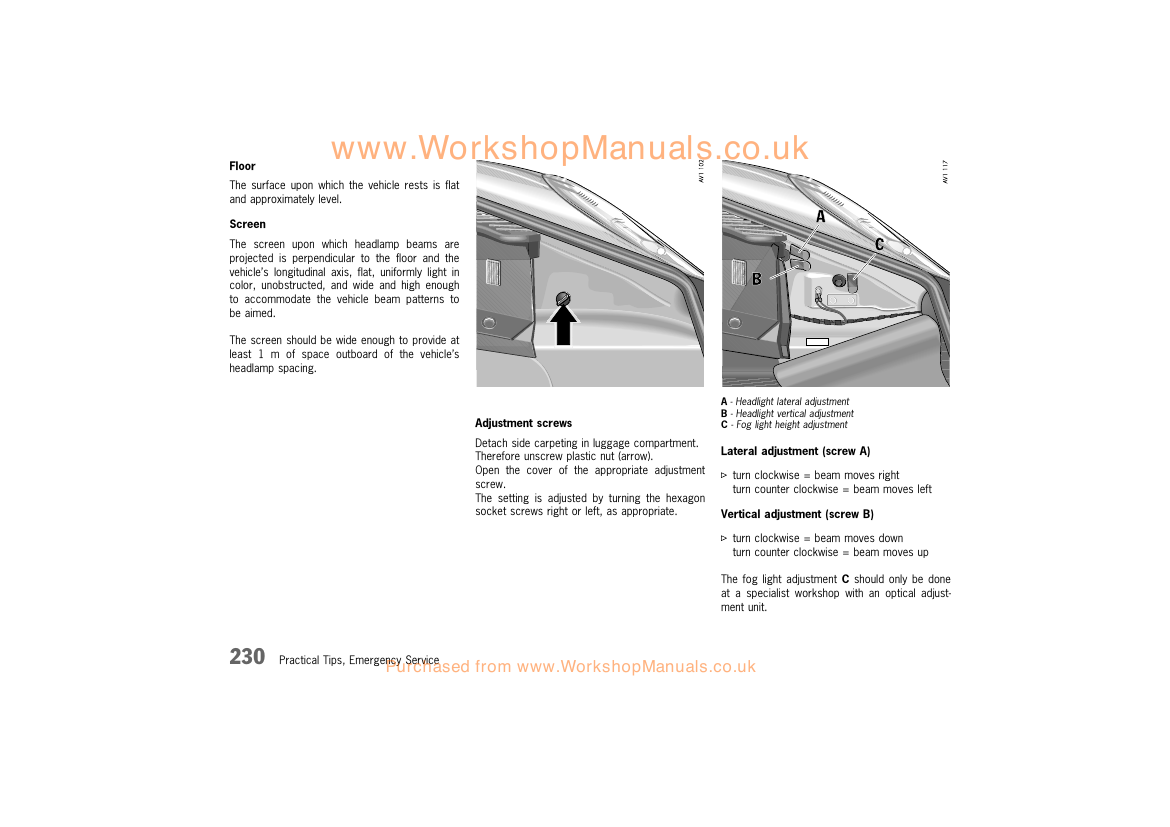 www.WorkshopManuals.co.uk
Floor
The surface upon which the vehicle rests is flat
and approximately level.
Screen
The screen upon which headlamp beams are
projected is perpendicular to the floor and the
vehicle's longitudinal axis, flat, uniformly light in
color, unobstructed, and wide and high enough
to accommodate the vehicle beam patterns to
be aimed.
The screen should be wide enough to provide at
least 1 m of space outboard of the vehicle's
headlamp spacing.
AV1 102
Adjustment screws
Detach side carpeting in luggage compartment.
Therefore unscrew plastic nut (arrow).
Open the cover of the appropriate adjustment
screw.
The setting is adjusted by turning the hexagon
socket screws right or left, as appropriate.
AV1 117
A
C
B
A - Headlight lateral adjustment
B - Headlight vertical adjustment
C - Fog light height adjustment
Lateral adjustment (screw A)
▷ turn clockwise = beam moves right
turn counter clockwise = beam moves left
Vertical adjustment (screw B)
▷ turn clockwise = beam moves down
turn counter clockwise = beam moves up
The fog light adjustment C should only be done
at a specialist workshop with an optical adjust-
ment unit.
230 Practical Tips, Emergency Service
Purchased from www.WorkshopManuals.co.uk